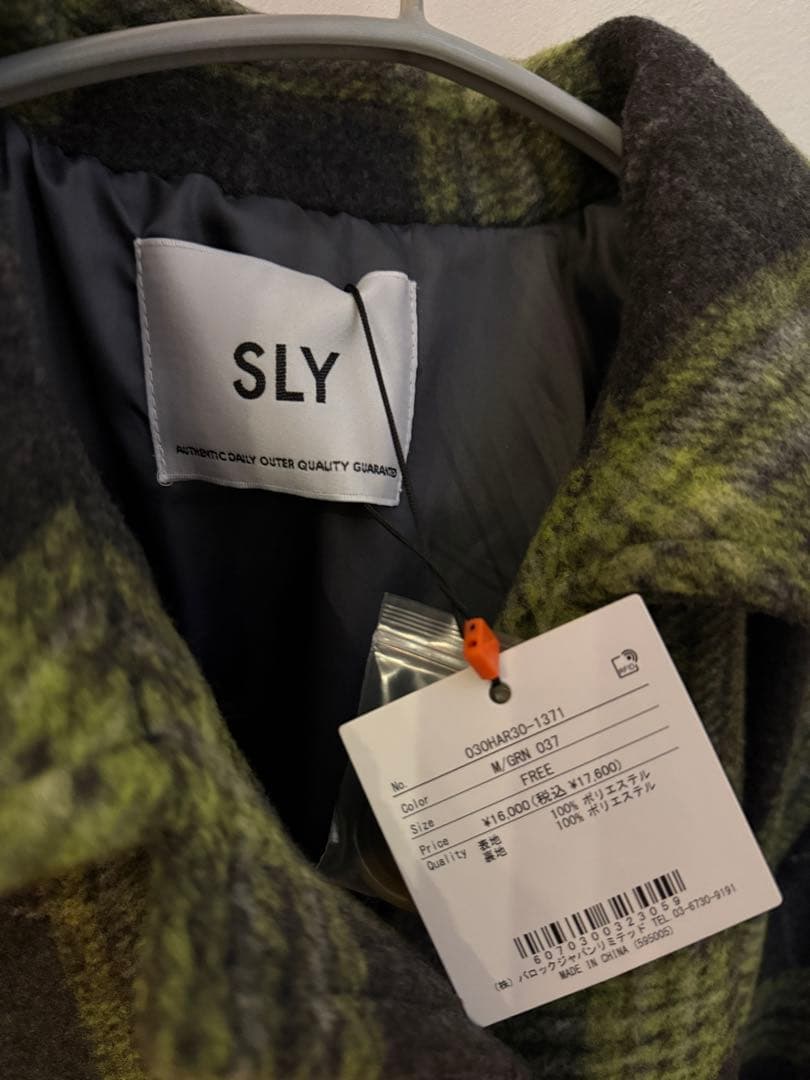 SLY
AUTHENTIC DAILY OUTER QUALITY GUARANTED
RFID
No. 030HAR30-1371
Color M/GRN 037
Size FREE
Price ¥16,000(税込 ¥17,600)
Quality 表地 100% ポリエステル
裏地 100% ポリエステル
6070300323059
(株) バロックジャパンリミテッド TEL 03-6730-9191
MADE IN CHINA (595005)